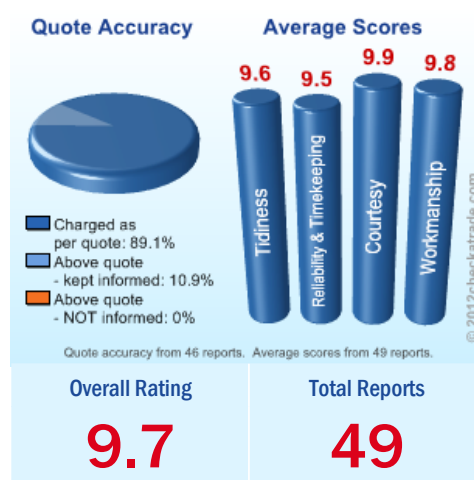 Quote Accuracy
Charged as
per quote: 89.1%
Above quote
- kept informed: 10.9%
Above quote
- NOT informed: 0%
Average Scores
9.6
9.5
9.9
9.8
Tidiness
Reliability & Timekeeping
Courtesy
Workmanship
© 2012checkatrade.com
Quote accuracy from 46 reports. Average scores from 49 reports.
Overall Rating
9.7
Total Reports
49